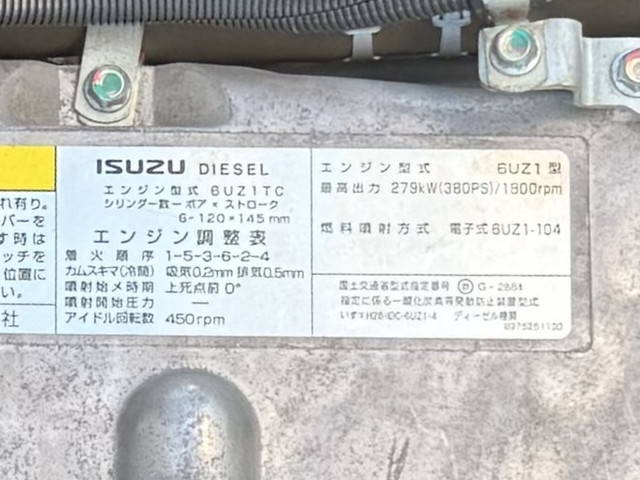 れ有り。
バーを
す時は
ッチを
位置に
い。
社
ISUZU DIESEL
エンジン型式 6UZ1TC
シリンダー数ーボア×ストローク
6-120×145mm
エンジン調整表
着火順序 1-5-3-6-2-4
カムスキマ(冷間) 吸気0.2mm 排気0.5mm
噴射始メ時期 上死点前0°
噴射開始圧力 —
アイドル回転数 450rpm
エンジン型式 6UZ1型
最高出力 279kW(380PS)/1800rpm
燃料噴射方式 電子式6UZ1-104
国土交通省型式指定番号 G-2884
指定に係る一酸化炭素等発散防止装置型式
いすゞH28-IDC-6UZ1-4 ディーゼル機関